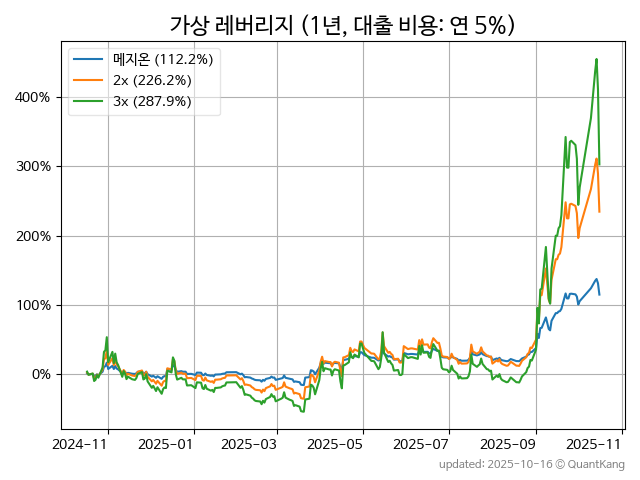 가상 레버리지 (1년, 대출 비용: 연 5%)
메지온 (112.2%)
2x (226.2%)
3x (287.9%)
400%
300%
200%
100%
0%
2024-11 2025-01 2025-03 2025-05 2025-07 2025-09 2025-11
updated: 2025-10-16 © QuantKang